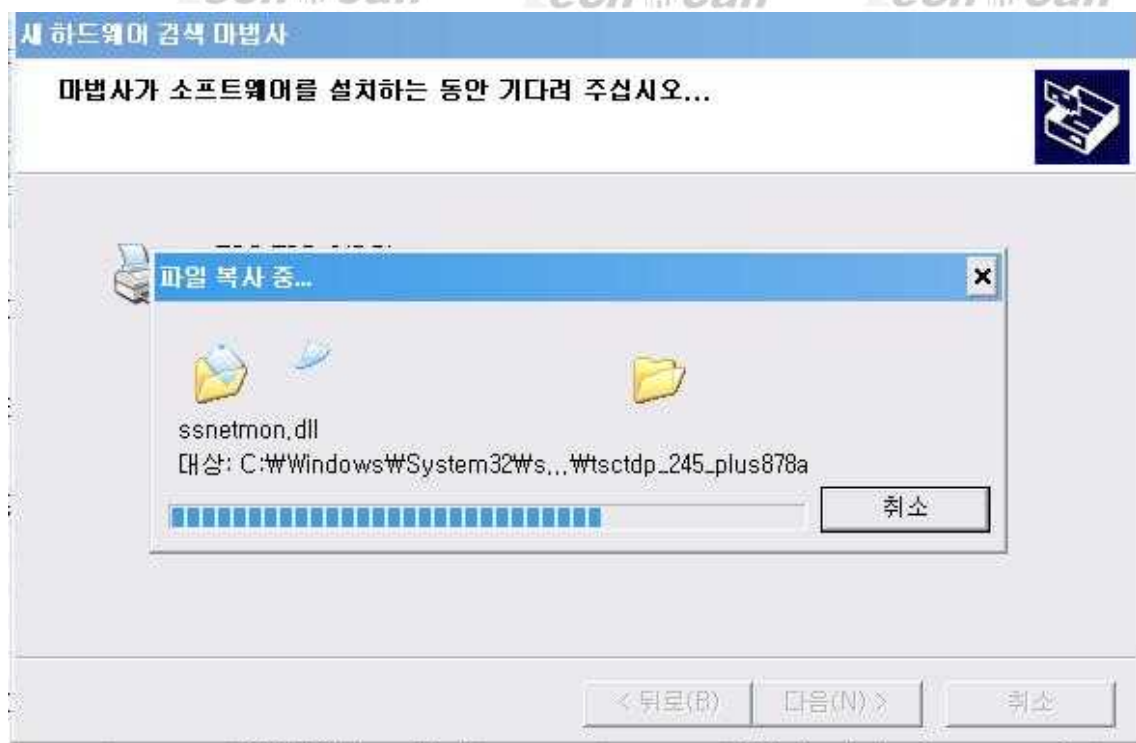 새 하드웨어 검색 마법사
마법사가 소프트웨어를 설치하는 동안 기다려 주십시오...
파일 복사 중...
ssnetmon.dll
대상: C:₩Windows₩System32₩s...₩tsctdp_245_plus878a
취소
< 뒤로(B) 다음(N) > 취소